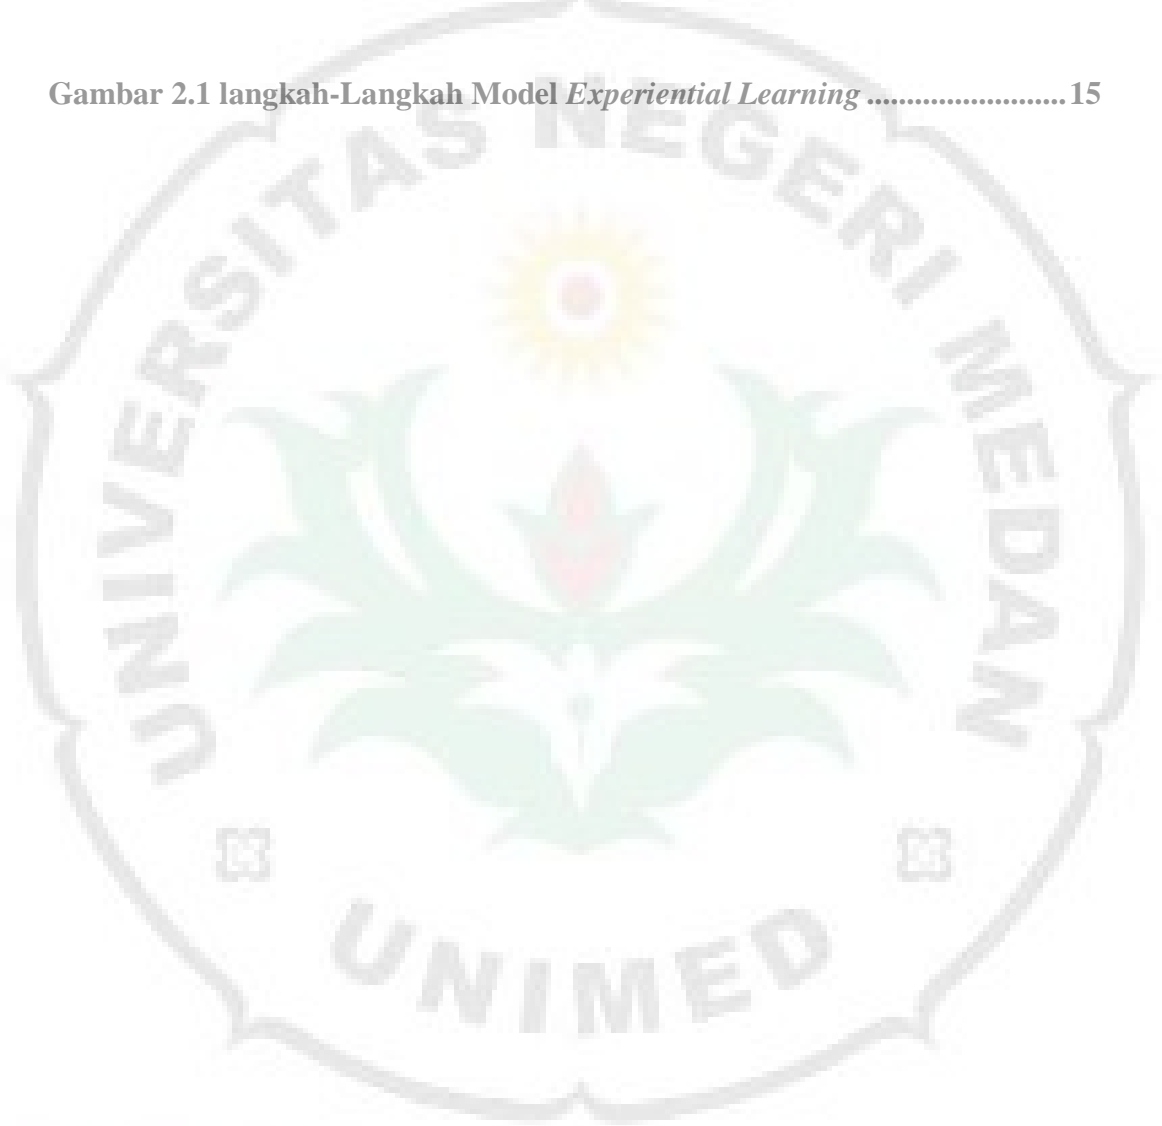 Gambar 2.1 langkah-Langkah Model Experiential Learning .........................15
UNIVERSITAS NEGERI MEDAN
UNIMED